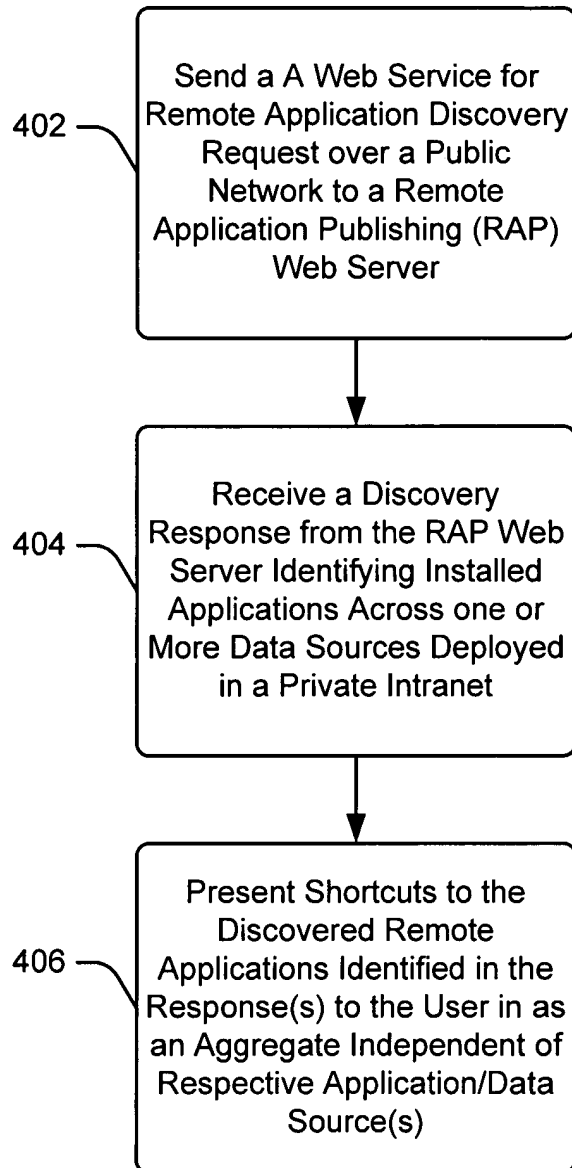 402
Send a A Web Service for
Remote Application Discovery
Request over a Public
Network to a Remote
Application Publishing (RAP)
Web Server
404
Receive a Discovery
Response from the RAP Web
Server Identifying Installed
Applications Across one or
More Data Sources Deployed
in a Private Intranet
406
Present Shortcuts to the
Discovered Remote
Applications Identified in the
Response(s) to the User in as
an Aggregate Independent of
Respective Application/Data
Source(s)